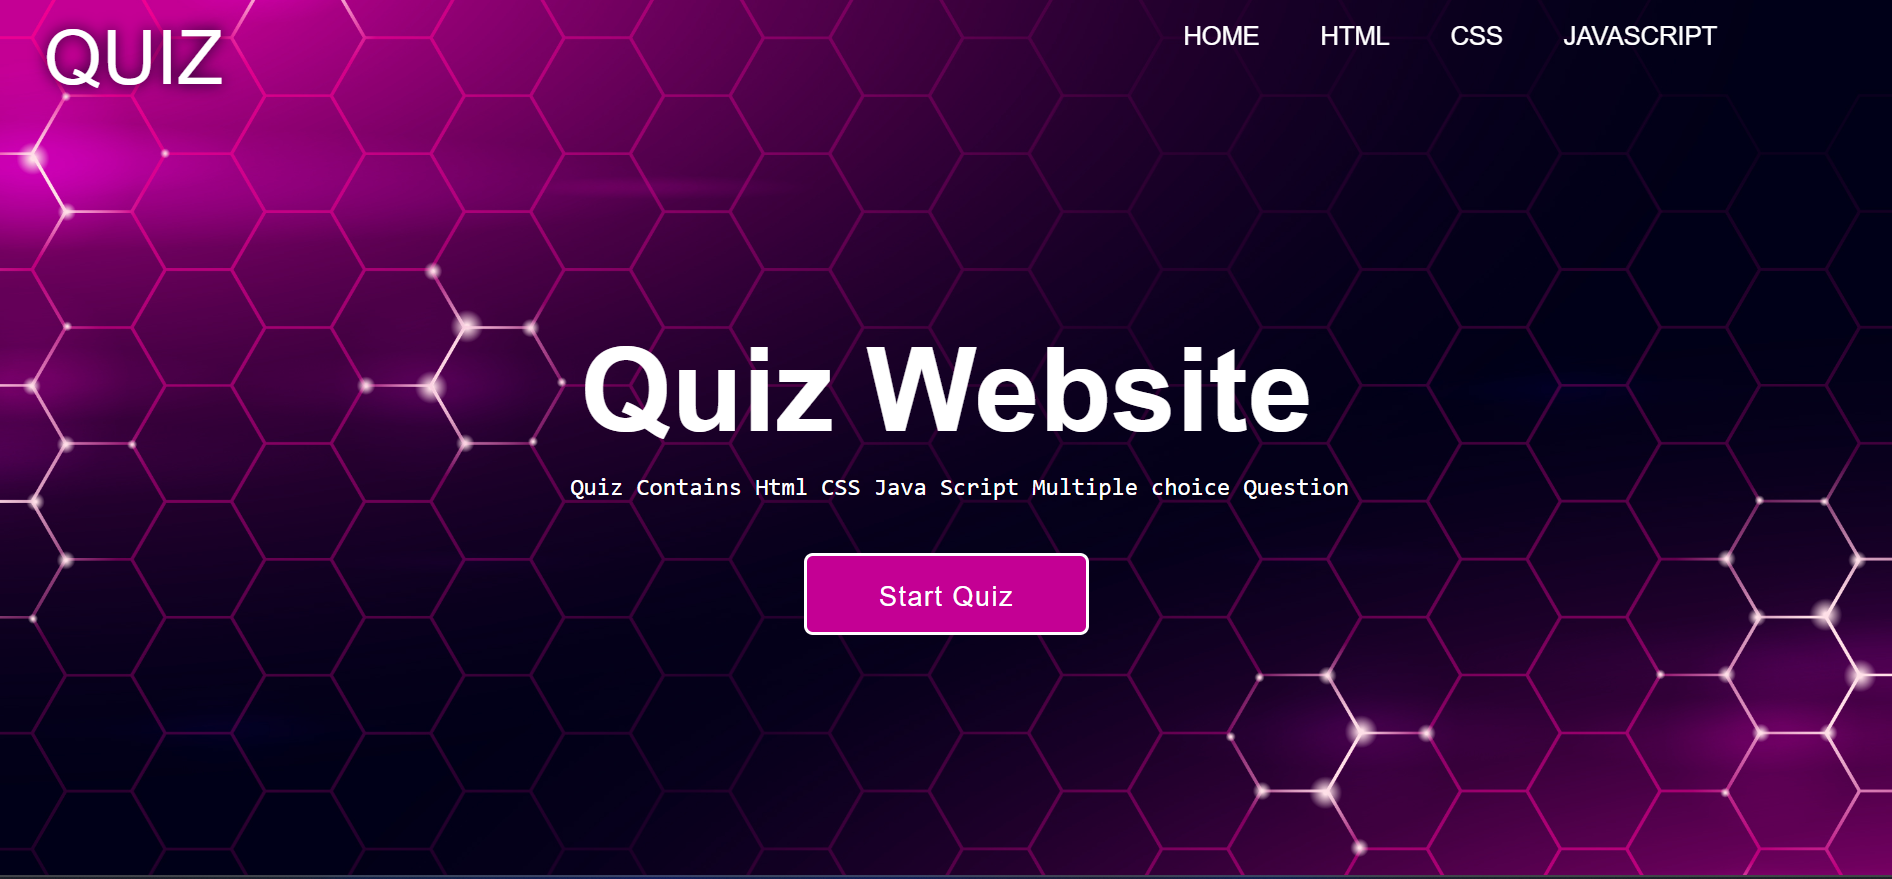 QUIZ
HOME HTML CSS JAVASCRIPT
Quiz Website
Quiz Contains Html CSS Java Script Multiple choice Question
Start Quiz